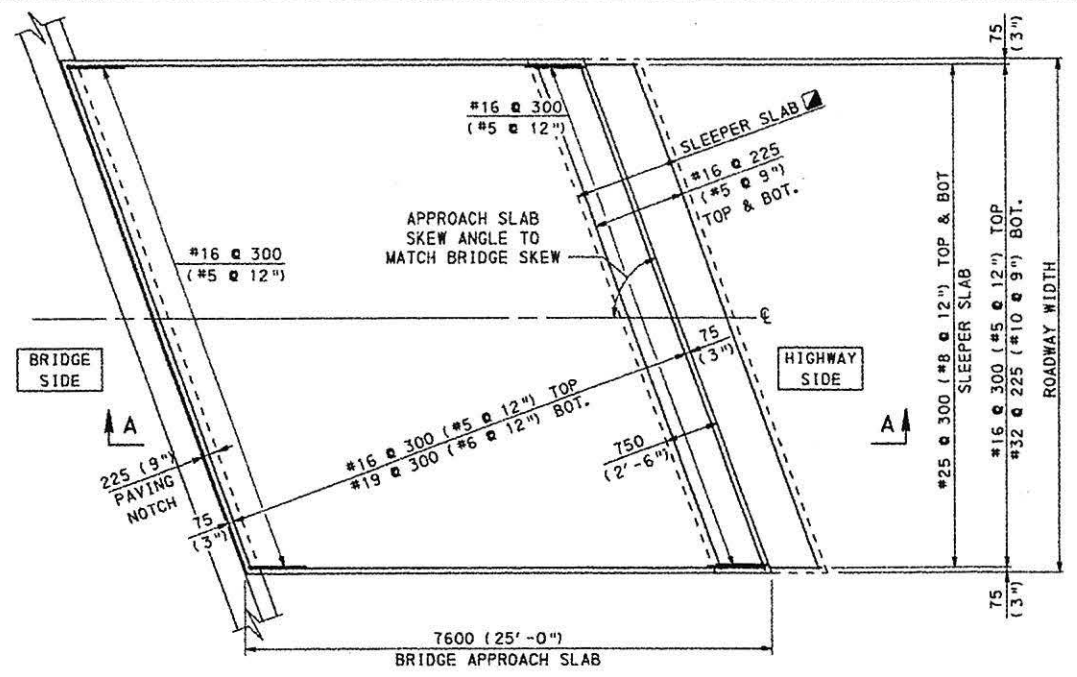 75
(3")
#16 @ 300
(#5 @ 12")
SLEEPER SLAB
#16 @ 225
(#5 @ 9")
TOP & BOT.
APPROACH SLAB
SKEW ANGLE TO
MATCH BRIDGE SKEW
#16 @ 300
(#5 @ 12")
℄
BRIDGE
SIDE
75
(3")
HIGHWAY
SIDE
A
A
#16 @ 300 (#5 @ 12") TOP
#19 @ 300 (#6 @ 12") BOT.
750
(2'-6")
225 (9")
PAVING
NOTCH
75
(3")
#25 @ 300 (#8 @ 12") TOP & BOT
SLEEPER SLAB
#16 @ 300 (#5 @ 12") TOP
#32 @ 225 (#10 @ 9") BOT.
ROADWAY WIDTH
75
(3")
7600 (25'-0")
BRIDGE APPROACH SLAB